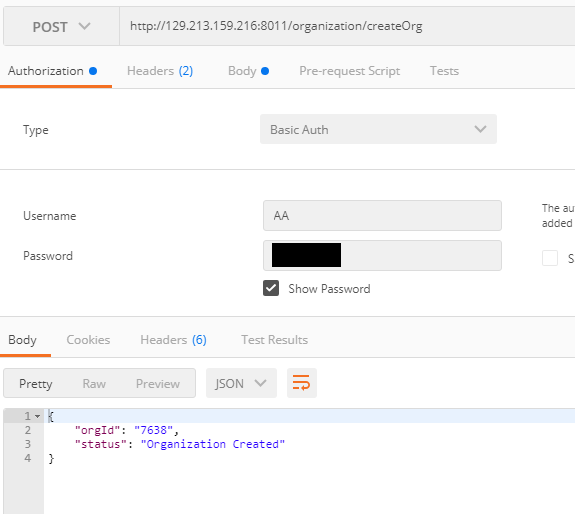 POST http://129.213.159.216:8011/organization/createOrg
Authorization Headers (2) Body Pre-request Script Tests
Type Basic Auth
The au
Username AA
added
Password
S
Show Password
Body Cookies Headers (6) Test Results
Pretty Raw Preview JSON
1 {
2 "orgId": "7638",
3 "status": "Organization Created"
4 }